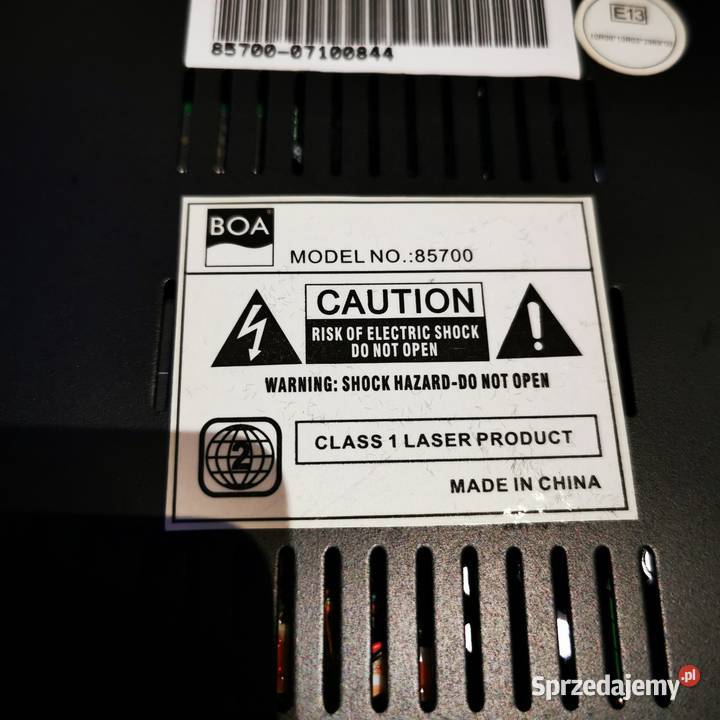 E13
85700-07100844
BOA
MODEL NO.:85700
CAUTION
RISK OF ELECTRIC SHOCK
DO NOT OPEN
WARNING: SHOCK HAZARD-DO NOT OPEN
2
CLASS 1 LASER PRODUCT
MADE IN CHINA
Sprzedajemy.pl